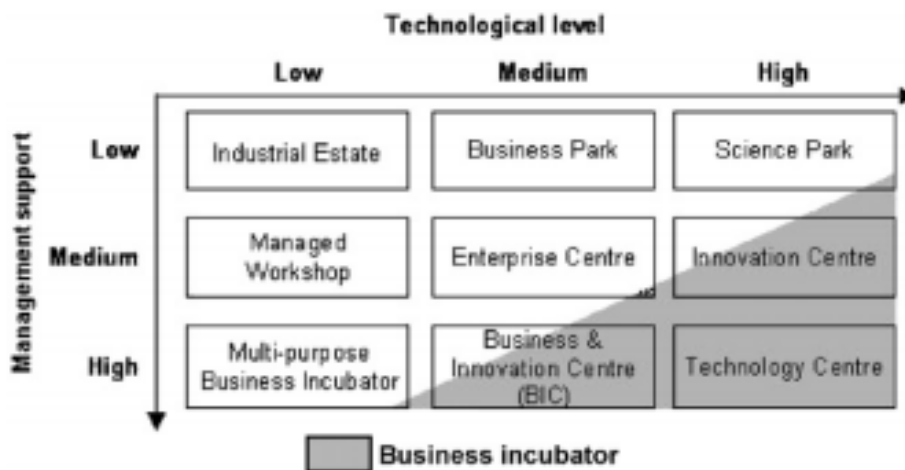 Technological level
Low Medium High
Management support
Low
Industrial Estate
Business Park
Science Park
Medium
Managed
Workshop
Enterprise Centre
Innovation Centre
High
Multi-purpose
Business Incubator
Business &
Innovation Centre
(BIC)
Technology Centre
Business incubator